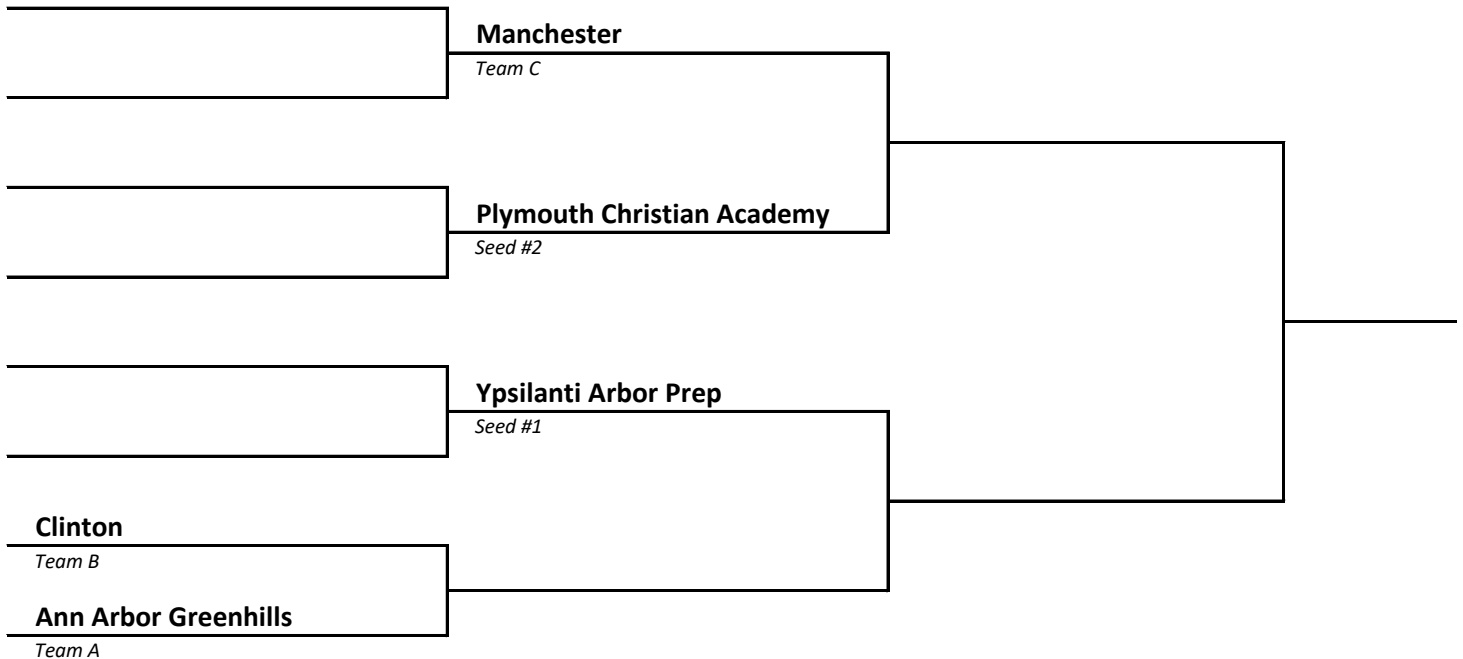 Manchester
Team C
Plymouth Christian Academy
Seed #2
Ypsilanti Arbor Prep
Seed #1
Clinton
Team B
Ann Arbor Greenhills
Team A